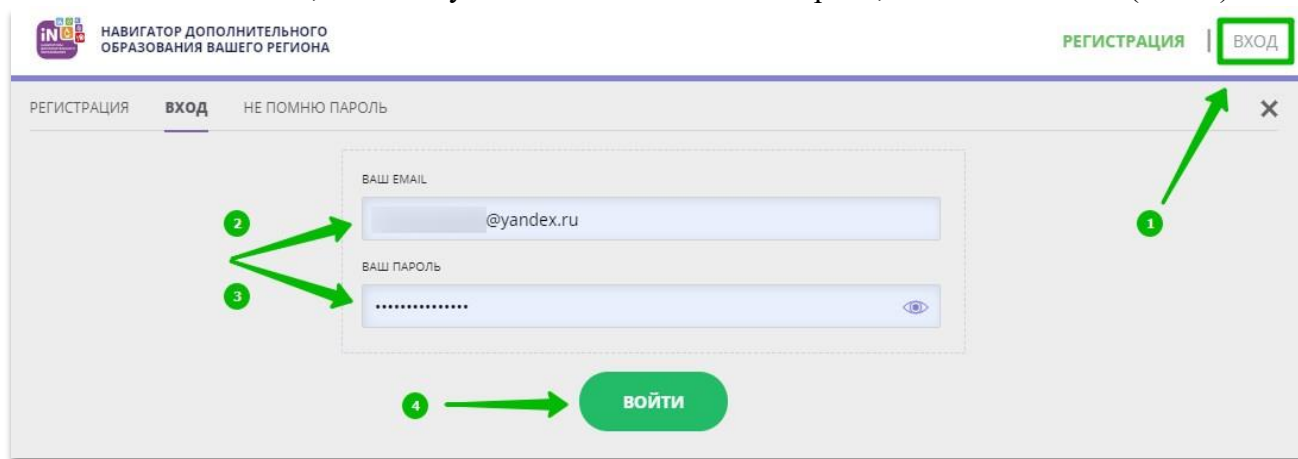 НАВИГАТОР ДОПОЛНИТЕЛЬНОГО
ОБРАЗОВАНИЯ ВАШЕГО РЕГИОНА
РЕГИСТРАЦИЯ | ВХОД
РЕГИСТРАЦИЯ ВХОД НЕ ПОМНЮ ПАРОЛЬ
ВАШ EMAIL
2 @yandex.ru 1
ВАШ ПАРОЛЬ
3 •••••••••••••••
4 ВОЙТИ